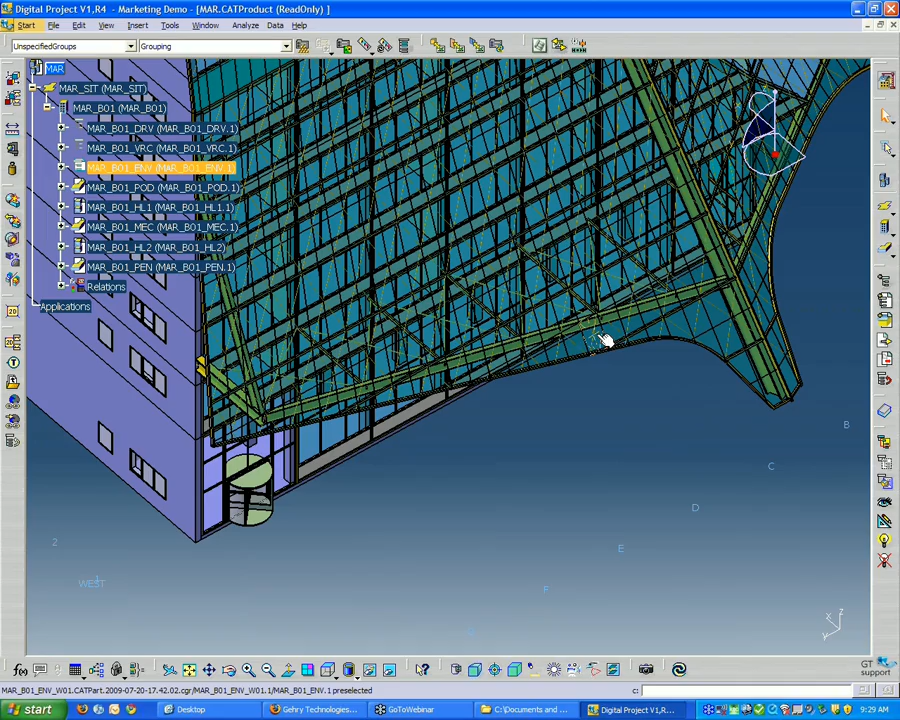 Digital Project V1,R4 - Marketing Demo - [MAR.CATProduct (ReadOnly) ]
Start File Edit View Insert Tools Window Analyze Data Help
UnspecifiedGroups Grouping
MAR
MAR_SIT (MAR_SIT)
MAR_B01 (MAR_B01)
MAR_B01_DRV (MAR_B01_DRV.1)
MAR_B01_VRC (MAR_B01_VRC.1)
MAR_B01_ENV (MAR_B01_ENV.1)
MAR_B01_POD (MAR_B01_POD.1)
MAR_B01_HL1 (MAR_B01_HL1.1)
MAR_B01_MEC (MAR_B01_MEC.1)
MAR_B01_HL2 (MAR_B01_HL2)
MAR_B01_PEN (MAR_B01_PEN.1)
Relations
Applications
B
C
D
E
F
2
1
WEST
z
x
y
f(x)
GT
support
MAR_B01_ENV_W01.CATPart.2009-07-20-17.42.02.cgr/MAR_B01_ENV_W01.1/MAR_B01_ENV.1 preselected
c:
start Desktop Gehry Technologies... GoToWebinar C:\Documents and ... Digital Project V1,R... 9:29 AM